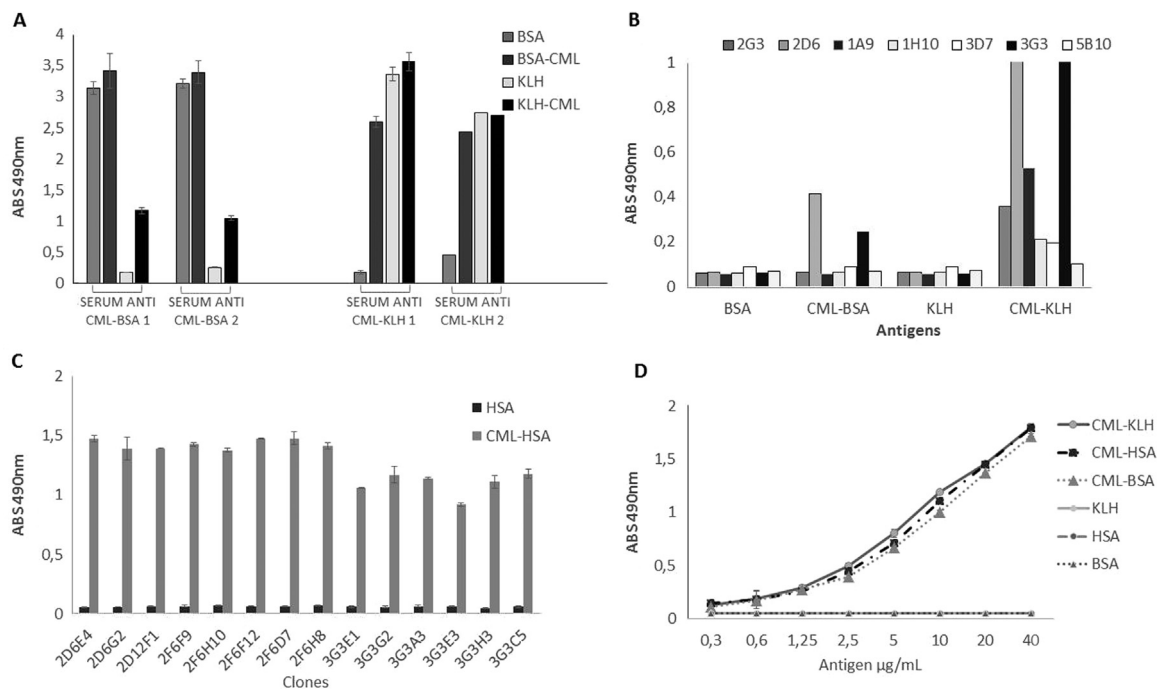 A
4
3,5
3
2,5
2
1,5
1
0,5
0
ABS490nm
BSA
BSA-CML
KLH
KLH-CML
SERUM ANTI CML-BSA 1
SERUM ANTI CML-BSA 2
SERUM ANTI CML-KLH 1
SERUM ANTI CML-KLH 2
B
2G3 2D6 1A9 1H10 3D7 3G3 5B10
1
0,8
0,6
0,4
0,2
0
ABS490nm
BSA CML-BSA KLH CML-KLH
Antigens
C
2
1,5
1
0,5
0
ABS490nm
HSA
CML-HSA
2D6E4 2D6G2 2D12F1 2F6F9 2F6H10 2F6F12 2F6D7 2F6H8 3G3E1 3G3G2 3G3A3 3G3E3 3G3H3 3G3C5
Clones
D
2
1,5
1
0,5
0
ABS490nm
CML-KLH
CML-HSA
CML-BSA
KLH
HSA
BSA
0,3 0,6 1,25 2,5 5 10 20 40
Antigen µg/mL